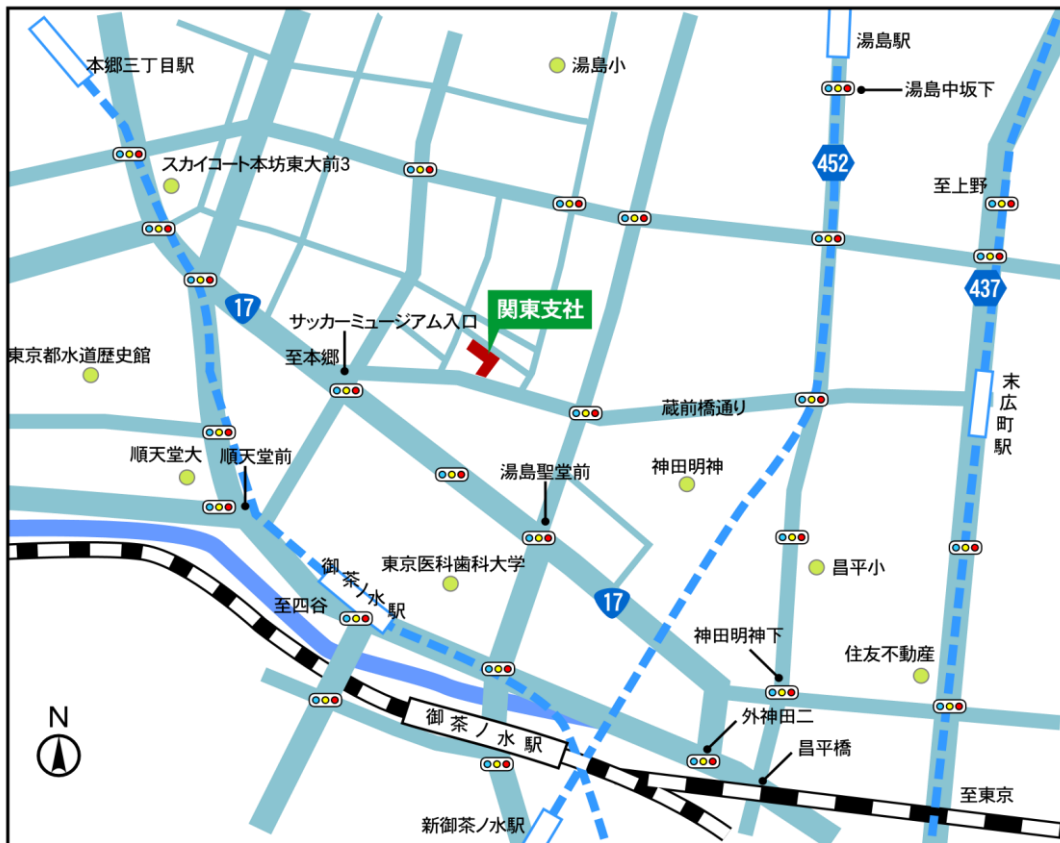 湯島駅
本郷三丁目駅
湯島小
湯島中坂下
スカイコート本坊東大前3
452
至上野
437
17
関東支社
サッカーミュージアム入口
至本郷
東京都水道歴史館
蔵前橋通り
末広町駅
順天堂大
順天堂前
湯島聖堂前
神田明神
東京医科歯科大学
昌平小
御茶ノ水駅
至四谷
17
神田明神下
住友不動産
御茶ノ水駅
外神田二
昌平橋
N
至東京
新御茶ノ水駅